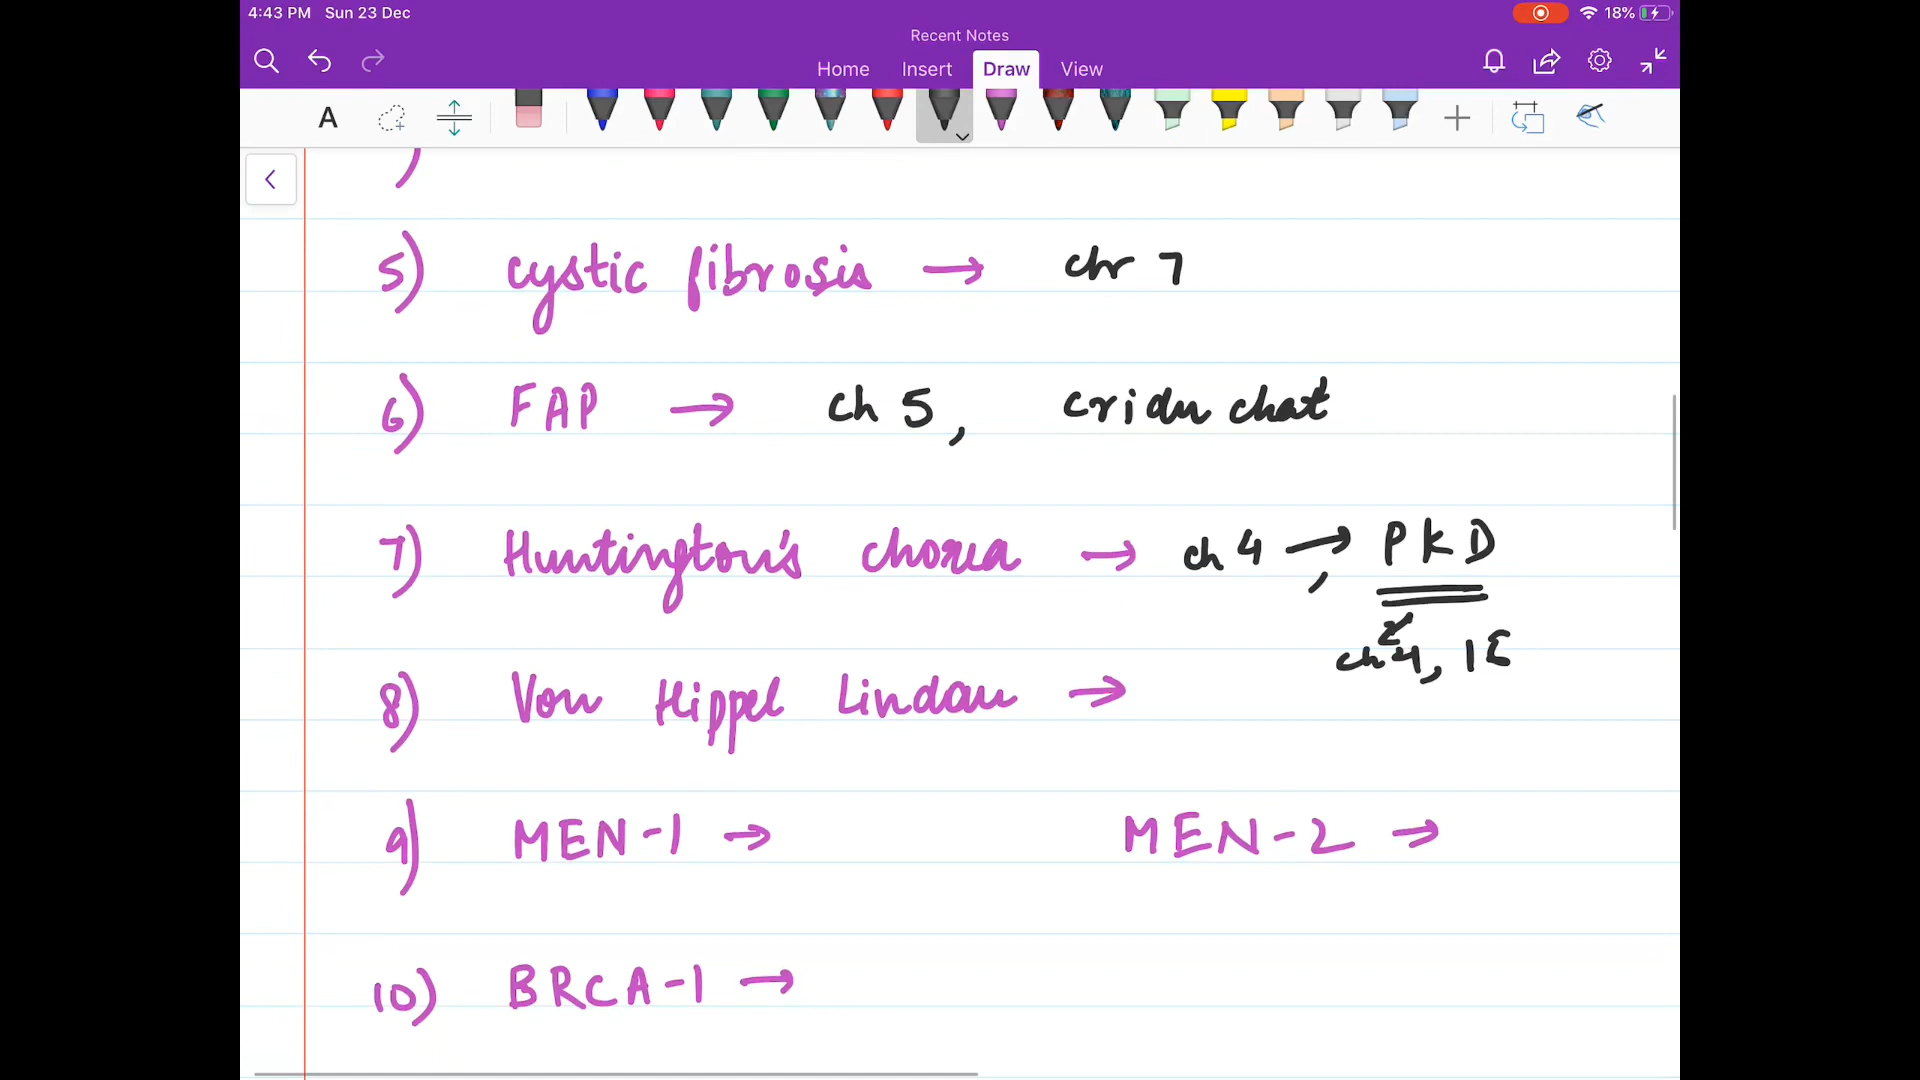 4:43 PM Sun 23 Dec 18%
Recent Notes
Home Insert Draw View
A
)
5) cystic fibrosis → chr 7
6) FAP → ch 5, cridu chat
7) Huntington's chorea → ch 4, → PKD
ch 4, 16
8) Von Hippel Lindau →
9) MEN-1 → MEN-2 →
10) BRCA-1 →